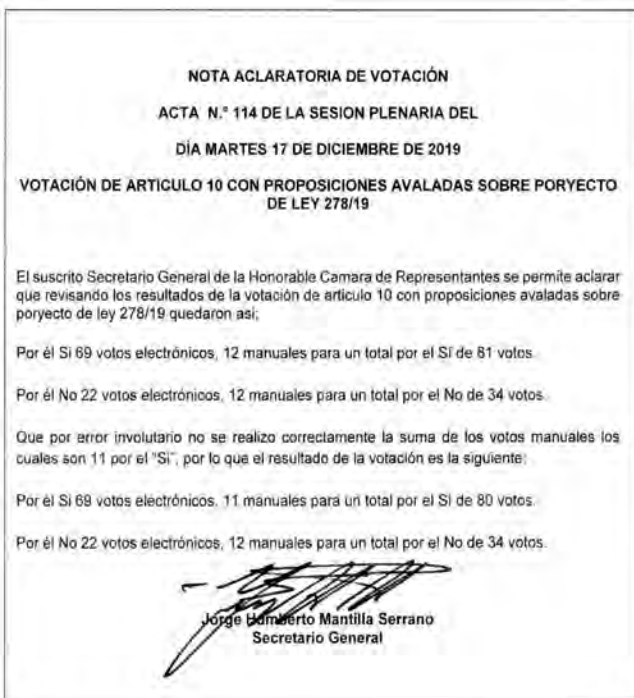 NOTA ACLARATORIA DE VOTACIÓN
ACTA N.° 114 DE LA SESION PLENARIA DEL
DÍA MARTES 17 DE DICIEMBRE DE 2019
VOTACIÓN DE ARTICULO 10 CON PROPOSICIONES AVALADAS SOBRE PORYECTO
DE LEY 278/19
El suscrito Secretario General de la Honorable Camara de Representantes se permite aclarar
que revisando los resultados de la votación de articulo 10 con proposiciones avaladas sobre
poryecto de ley 278/19 quedaron asi;
Por él Si 69 votos electrónicos, 12 manuales para un total por el Sí de 81 votos.
Por él No 22 votos electrónicos, 12 manuales para un total por el No de 34 votos.
Que por error involutario no se realizo correctamente la suma de los votos manuales los
cuales son 11 por el "Si", por lo que el resultado de la votación es la siguiente:
Por él Si 69 votos electrónicos, 11 manuales para un total por el Sí de 80 votos.
Por él No 22 votos electrónicos, 12 manuales para un total por el No de 34 votos.
Jorge Humberto Mantilla Serrano
Secretario General